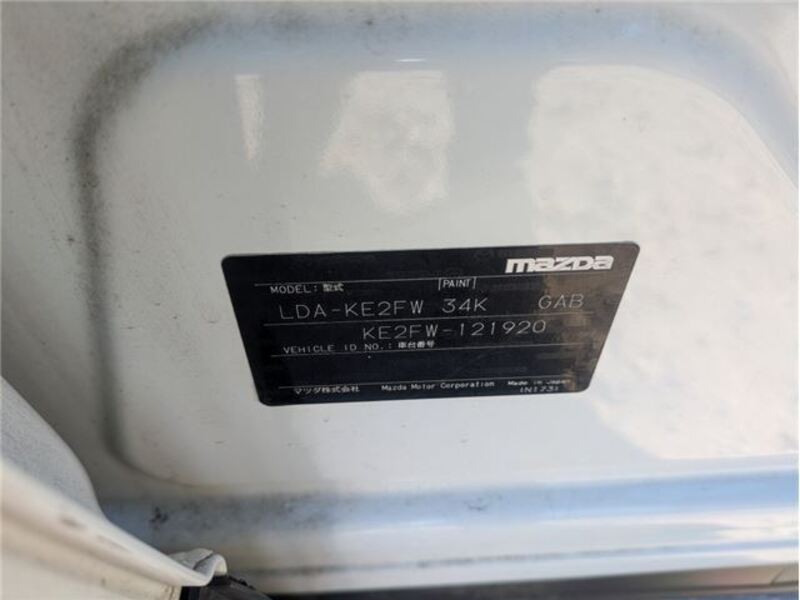 mazda
MODEL: 型式 PAINT
LDA-KE2FW 34K GAB
KE2FW-121920
VEHICLE ID NO.: 車台番号
マツダ株式会社 Mazda Motor Corporation Made in Japan
1N1731